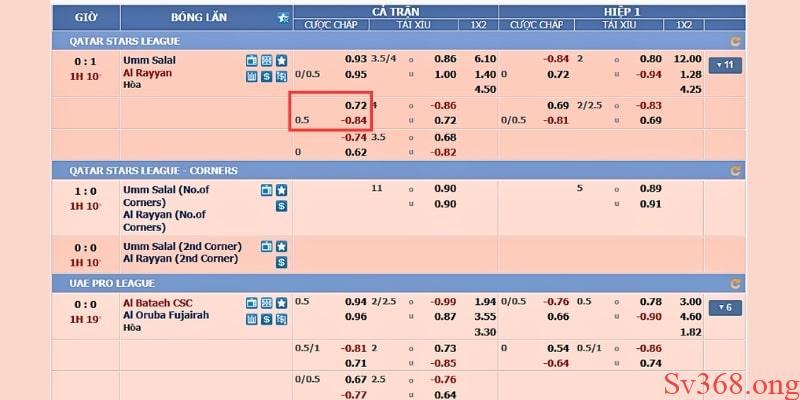 GIỜ BÓNG LĂN CẢ TRẬN HIỆP 1
CƯỢC CHẤP TÀI XỈU 1X2 CƯỢC CHẤP TÀI XỈU 1X2
QATAR STARS LEAGUE
0 : 1 Umm Salal 0.93 3.5/4 o 0.86 6.10 -0.84 2 o 0.80 12.00 11
1H 10' Al Rayyan 0/0.5 0.95 u 1.00 1.40 0 0.72 u -0.94 1.28
Hòa 4.50 4.25
0.72 4 o -0.86 0.69 2/2.5 o -0.83
0.5 -0.84 u 0.72 0/0.5 -0.81 u 0.69
-0.74 3.5 o 0.68
0 0.62 u -0.82
QATAR STARS LEAGUE - CORNERS
1 : 0 Umm Salal (No.of 11 o 0.90 5 o 0.89
1H 10' Corners) u 0.90 u 0.91
Al Rayyan (No.of
Corners)
0 : 0 Umm Salal (2nd Corner)
1H 10' Al Rayyan (2nd Corner)
UAE PRO LEAGUE
0 : 0 Al Bataeh CSC 0.5 0.94 2/2.5 o -0.99 1.94 0/0.5 -0.76 0.5 o 0.78 3.00 6
1H 19' Al Oruba Fujairah 0.96 u 0.87 3.55 0.66 u -0.90 4.60
Hòa 3.30 1.82
0.5/1 -0.81 2 o 0.73 0 0.54 0.5/1 o -0.86
0.71 u -0.85 -0.64 u 0.74
0/0.5 0.67 2.5 o -0.76
-0.77 u 0.64
Sv368.ong